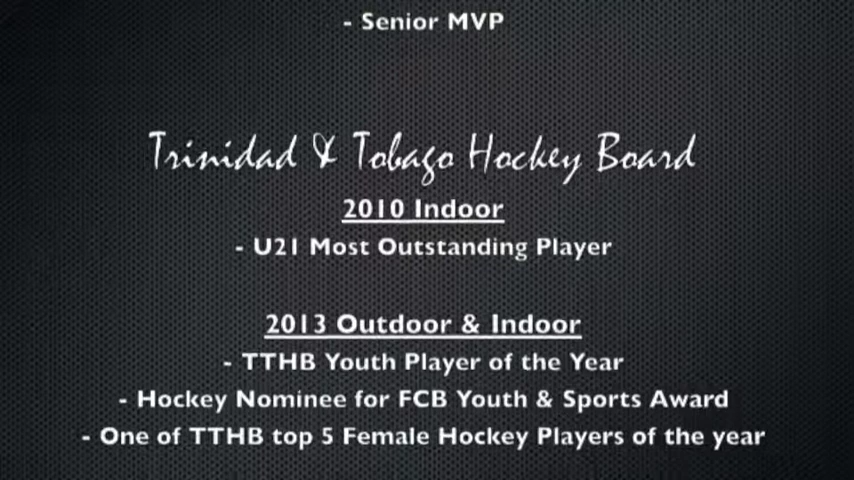 - Senior MVP
Trinidad & Tobago Hockey Board
2010 Indoor
- U21 Most Outstanding Player
2013 Outdoor & Indoor
- TTHB Youth Player of the Year
- Hockey Nominee for FCB Youth & Sports Award
- One of TTHB top 5 Female Hockey Players of the year